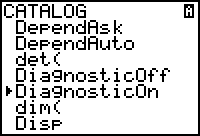 CATALOG A
DependAsk
DependAuto
det(
DiagnosticOff
DiagnosticOn
dim(
Disp